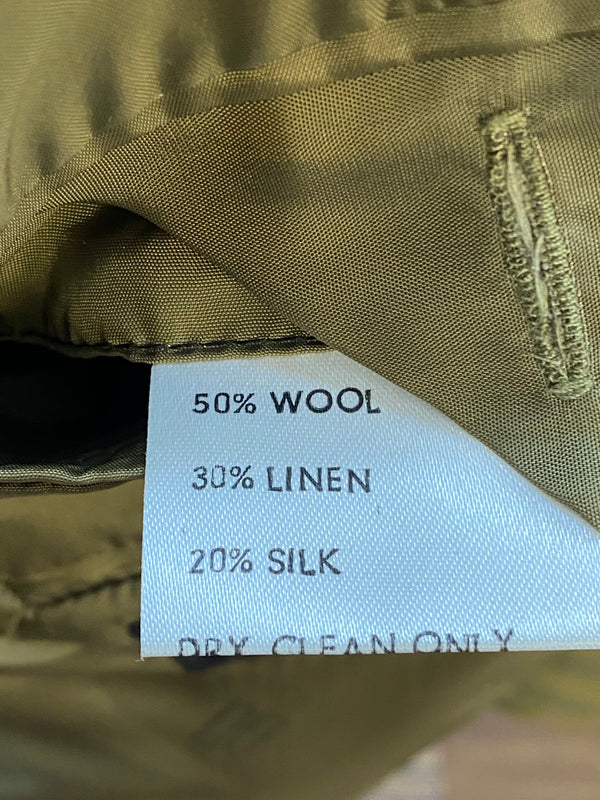 50% WOOL
30% LINEN
20% SILK
DRY CLEAN ONLY